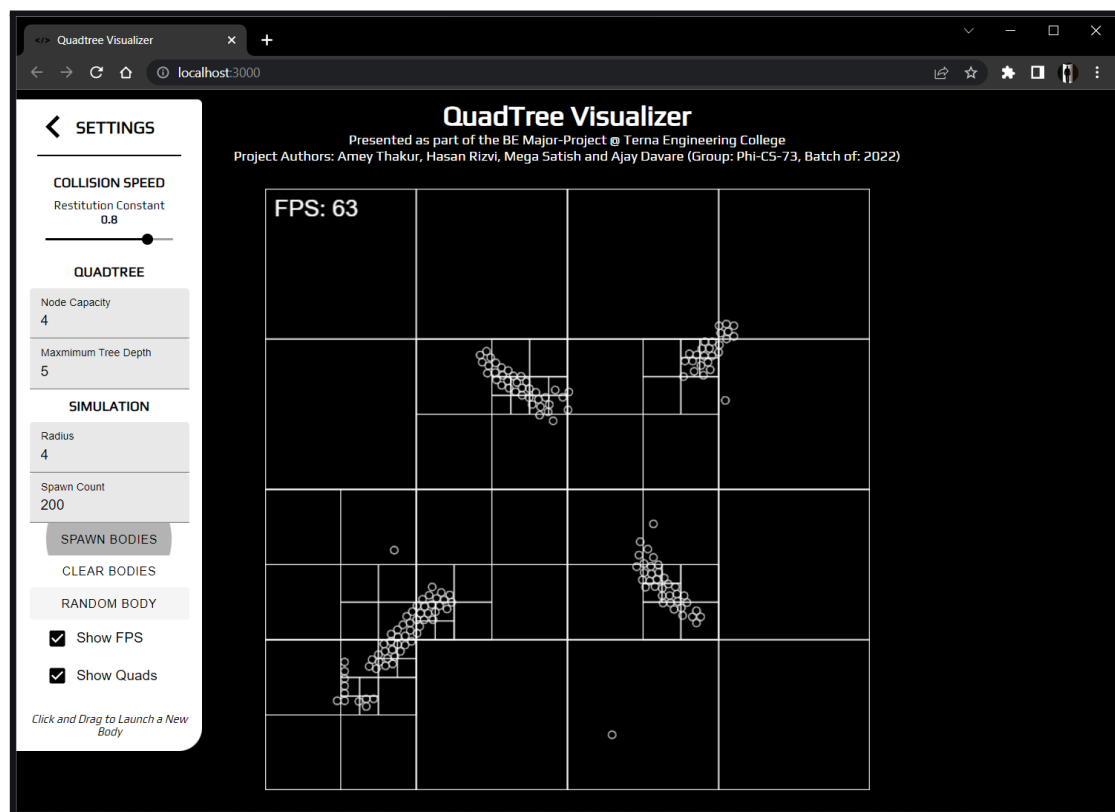 Quadtree Visualizer
localhost:3000
QuadTree Visualizer
Presented as part of the BE Major-Project @ Terna Engineering College
Project Authors: Amey Thakur, Hasan Rizvi, Mega Satish and Ajay Davare (Group: Phi-CS-73, Batch of: 2022)
SETTINGS
COLLISION SPEED
Restitution Constant
0.8
QUADTREE
Node Capacity
4
Maxmimum Tree Depth
5
SIMULATION
Radius
4
Spawn Count
200
SPAWN BODIES
CLEAR BODIES
RANDOM BODY
Show FPS
Show Quads
Click and Drag to Launch a New
Body
FPS: 63